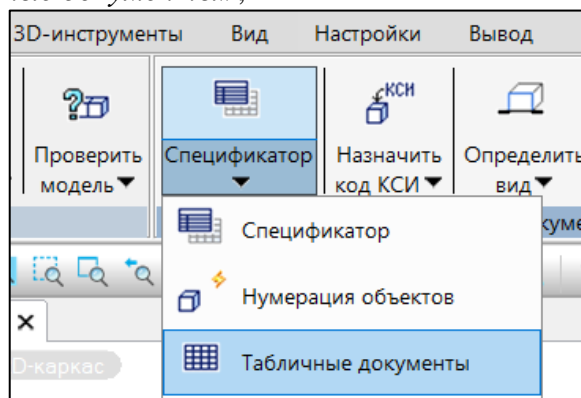 3D-инструменты Вид Настройки Вывод
КСИ
Проверить модель
Спецификатор
Назначить код КСИ
Определить вид
Спецификатор
Нумерация объектов
Табличные документы
D-каркас